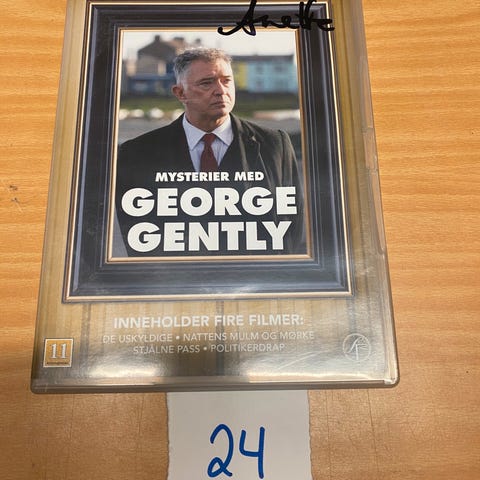 Anette
MYSTERIER MED
GEORGE
GENTLY
INNEHOLDER FIRE FILMER:
DE USKYLDIGE • NATTENS MULM OG MØRKE
STJÅLNE PASS • POLITIKERDRAP
11
SF
24